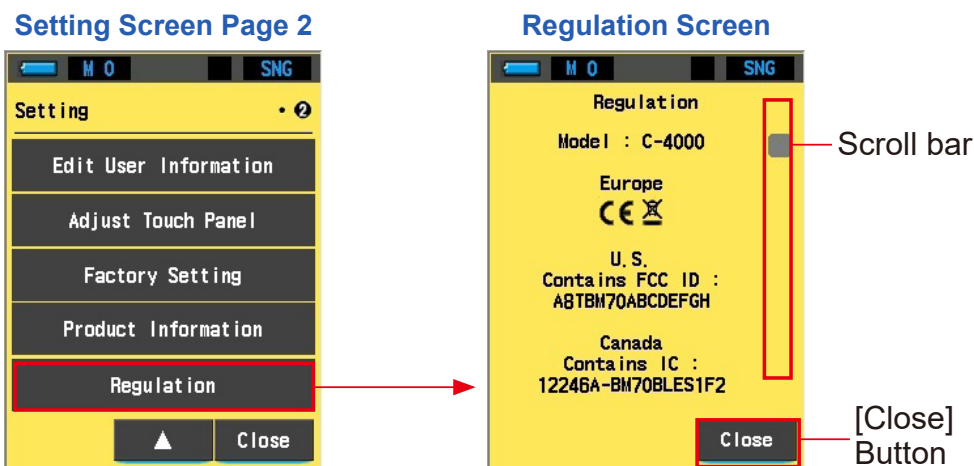 Setting Screen Page 2
M 0 SNG
Setting • ❷
Edit User Information
Adjust Touch Panel
Factory Setting
Product Information
Regulation
▲ Close
Regulation Screen
M 0 SNG
Regulation
Model : C-4000
Europe
CE
U.S.
Contains FCC ID :
A8TBM70ABCDEFGH
Canada
Contains IC :
12246A-BM70BLES1F2
Close
Scroll bar
[Close]
Button